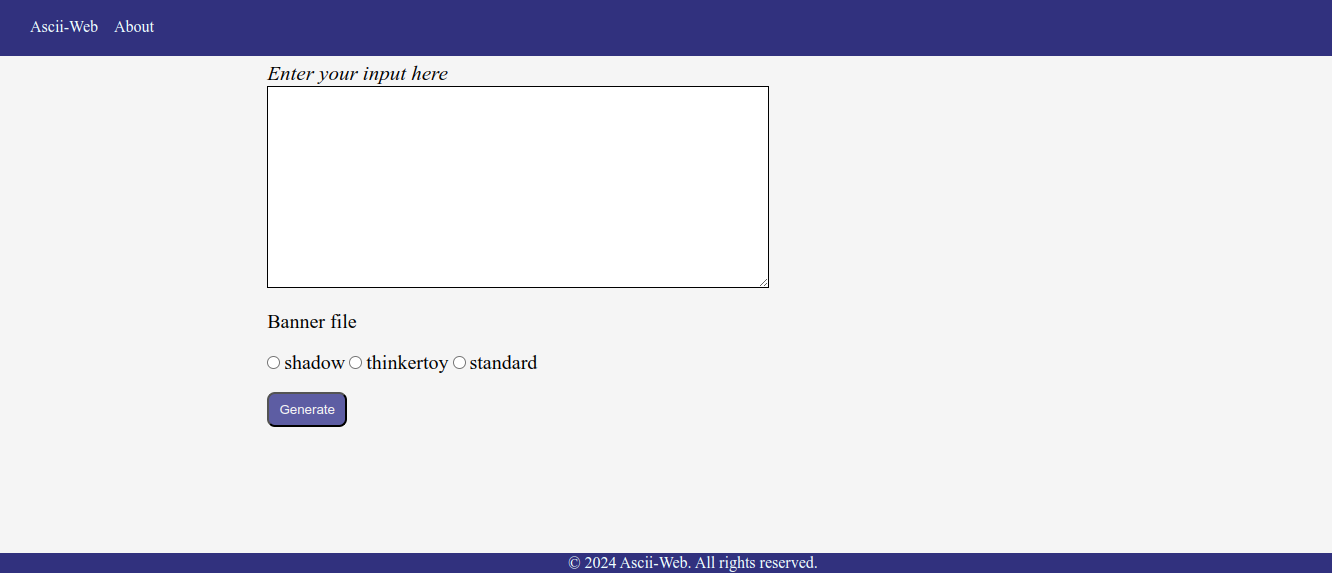 Ascii-Web About
Enter your input here
Banner file
shadow thinkertoy standard
Generate
© 2024 Ascii-Web. All rights reserved.